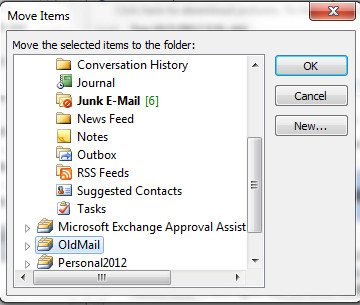 Move Items
Move the selected items to the folder:
Conversation History
Journal
Junk E-Mail [6]
News Feed
Notes
Outbox
RSS Feeds
Suggested Contacts
Tasks
Microsoft Exchange Approval Assist
OldMail
Personal2012
OK
Cancel
New...